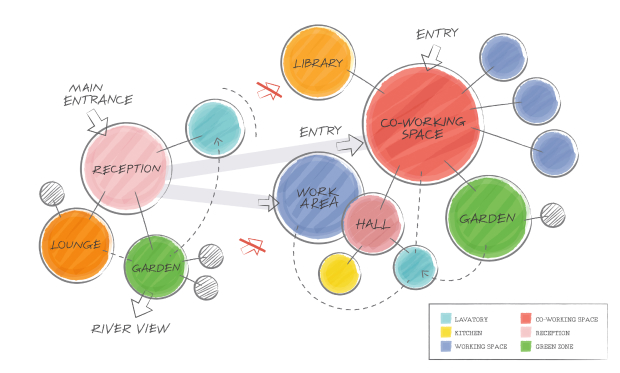 ENTRY
LIBRARY
MAIN
ENTRANCE
CO-WORKING
SPACE
ENTRY
RECEPTION
WORK
AREA
GARDEN
HALL
LOUNGE
GARDEN
RIVER VIEW
LAVATORY
CO-WORKING SPACE
KITCHEN
RECEPTION
WORKING SPACE
GREEN ZONE